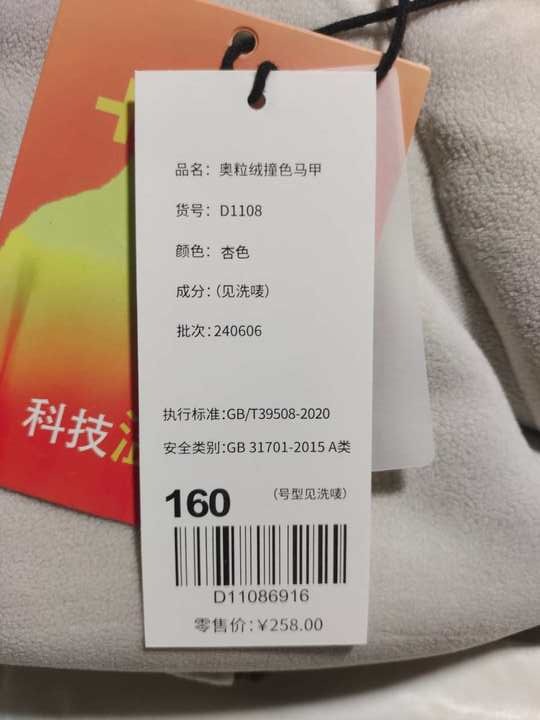 品名：奥粒绒撞色马甲
货号：D1108
颜色：杏色
成分：（见洗唛）
批次：240606
执行标准：GB/T39508-2020
安全类别：GB 31701-2015 A类
160
（号型见洗唛）
D11086916
零售价：¥258.00
科技